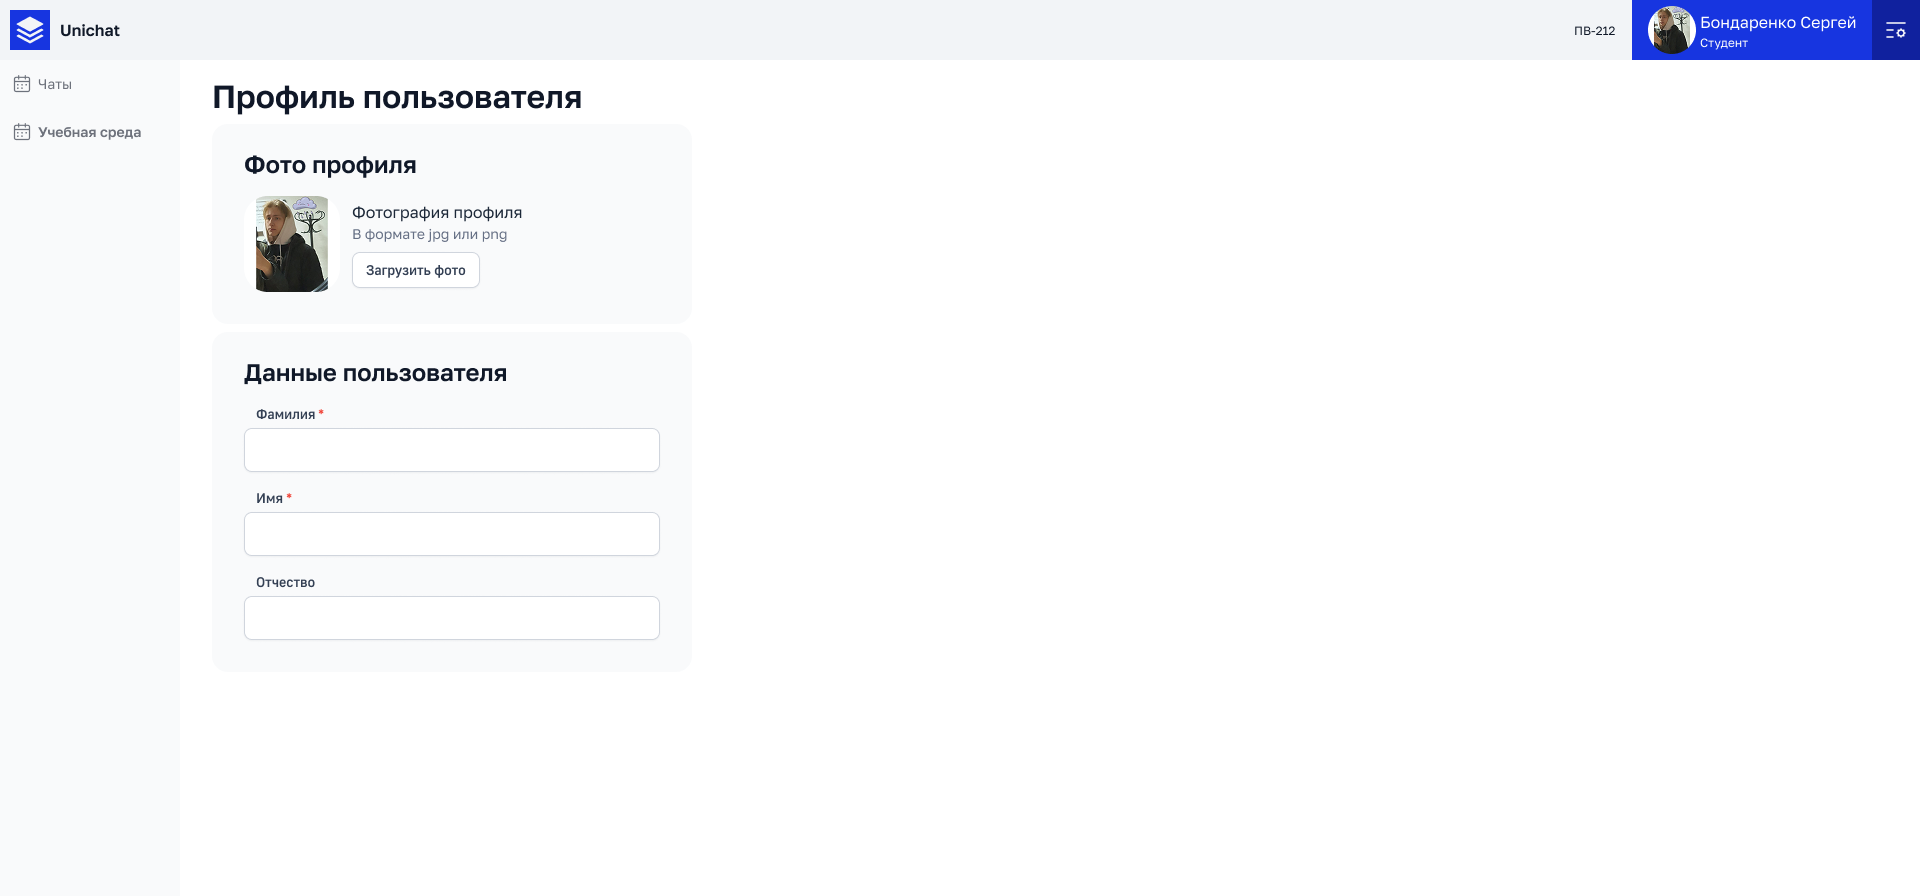 Unichat
ПВ-212
Бондаренко Сергей
Студент
Чаты
Учебная среда
Профиль пользователя
Фото профиля
Фотография профиля
В формате jpg или png
Загрузить фото
Данные пользователя
Фамилия *
Имя *
Отчество